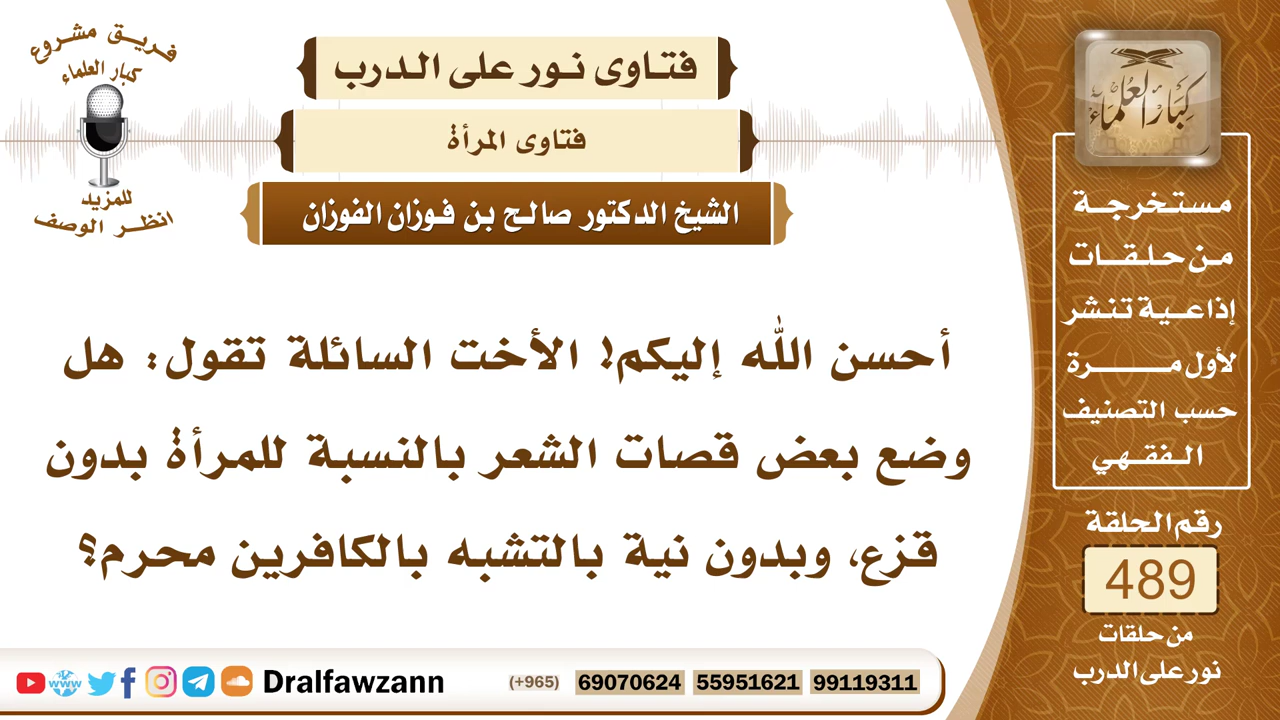 فريق مشروع
كبار العلماء
للمزيد
انظر الوصف
فتاوى نور على الدرب
فتاوى المرأة
الشيخ الدكتور صالح بن فوزان الفوزان
أحسن الله إليكم! الأخت السائلة تقول: هل
وضع بعض قصات الشعر بالنسبة للمرأة بدون
قزع، وبدون نية بالتشبه بالكافرين محرم؟
كبار العلماء
مستخرجة
من حلقات
إذاعية تنشر
لأول مرة
حسب التصنيف
الفقهي
رقم الحلقة
489
من حلقات
نور على الدرب
www Dralfawzann (+965) 69070624 55951621 99119311